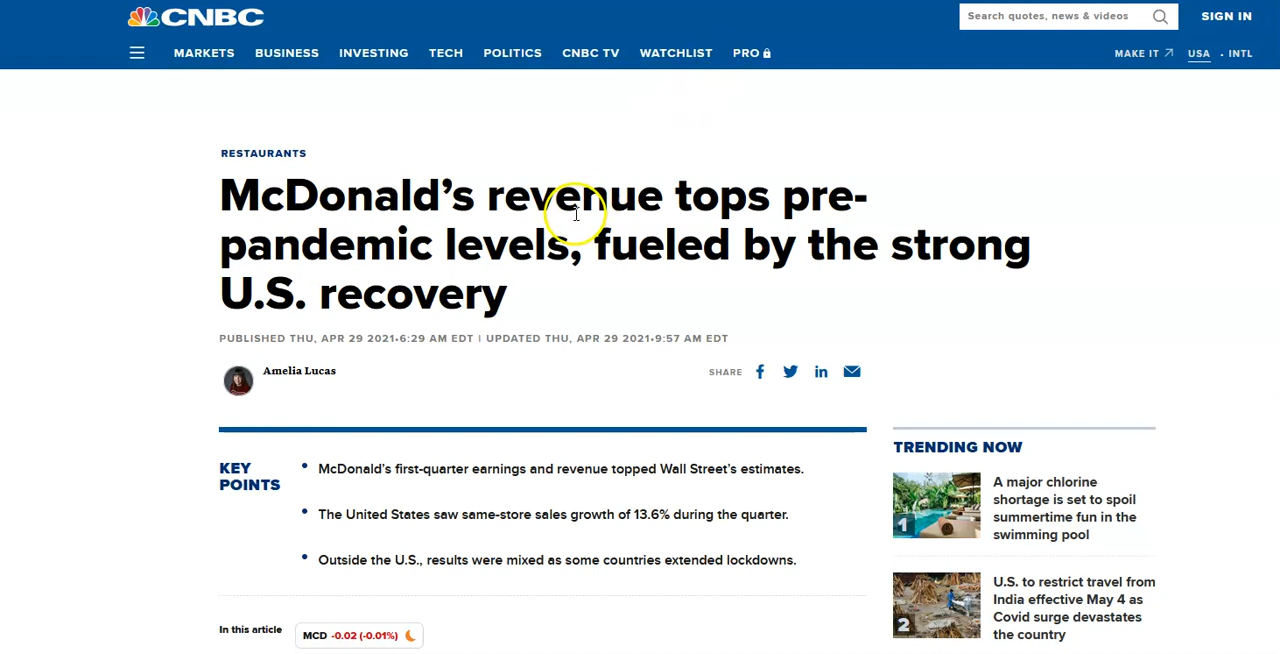 CNBC
Search quotes, news & videos
SIGN IN
MARKETS BUSINESS INVESTING TECH POLITICS CNBC TV WATCHLIST PRO
MAKE IT USA • INTL
RESTAURANTS
McDonald’s revenue tops pre-
pandemic levels, fueled by the strong
U.S. recovery
PUBLISHED THU, APR 29 2021•6:29 AM EDT | UPDATED THU, APR 29 2021•9:57 AM EDT
Amelia Lucas
SHARE
KEY
POINTS
• McDonald’s first-quarter earnings and revenue topped Wall Street’s estimates.
• The United States saw same-store sales growth of 13.6% during the quarter.
• Outside the U.S., results were mixed as some countries extended lockdowns.
In this article
MCD -0.02 (-0.01%)
TRENDING NOW
1
A major chlorine
shortage is set to spoil
summertime fun in the
swimming pool
2
U.S. to restrict travel from
India effective May 4 as
Covid surge devastates
the country